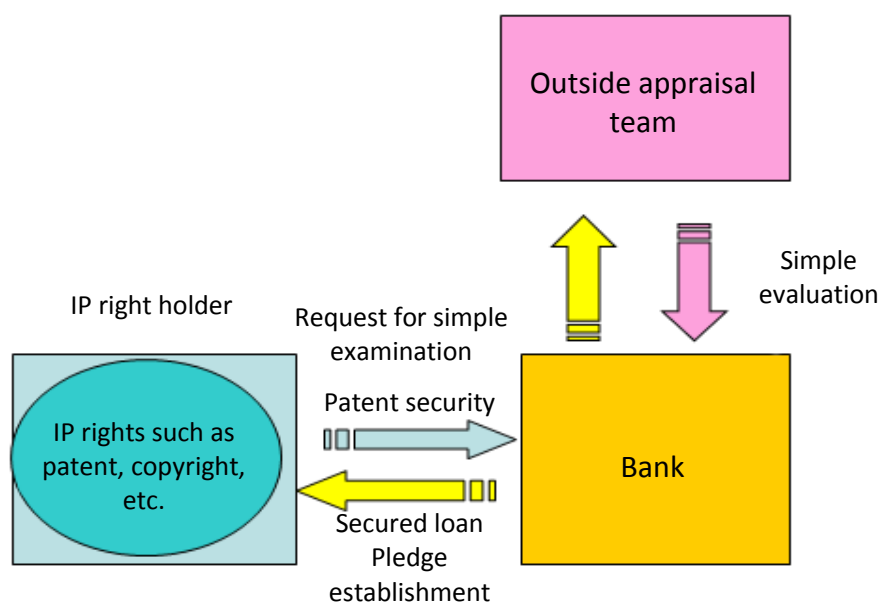 Outside appraisal
team
Simple
evaluation
IP right holder
Request for simple
examination
Patent security
IP rights such as
patent, copyright,
etc.
Bank
Secured loan
Pledge
establishment